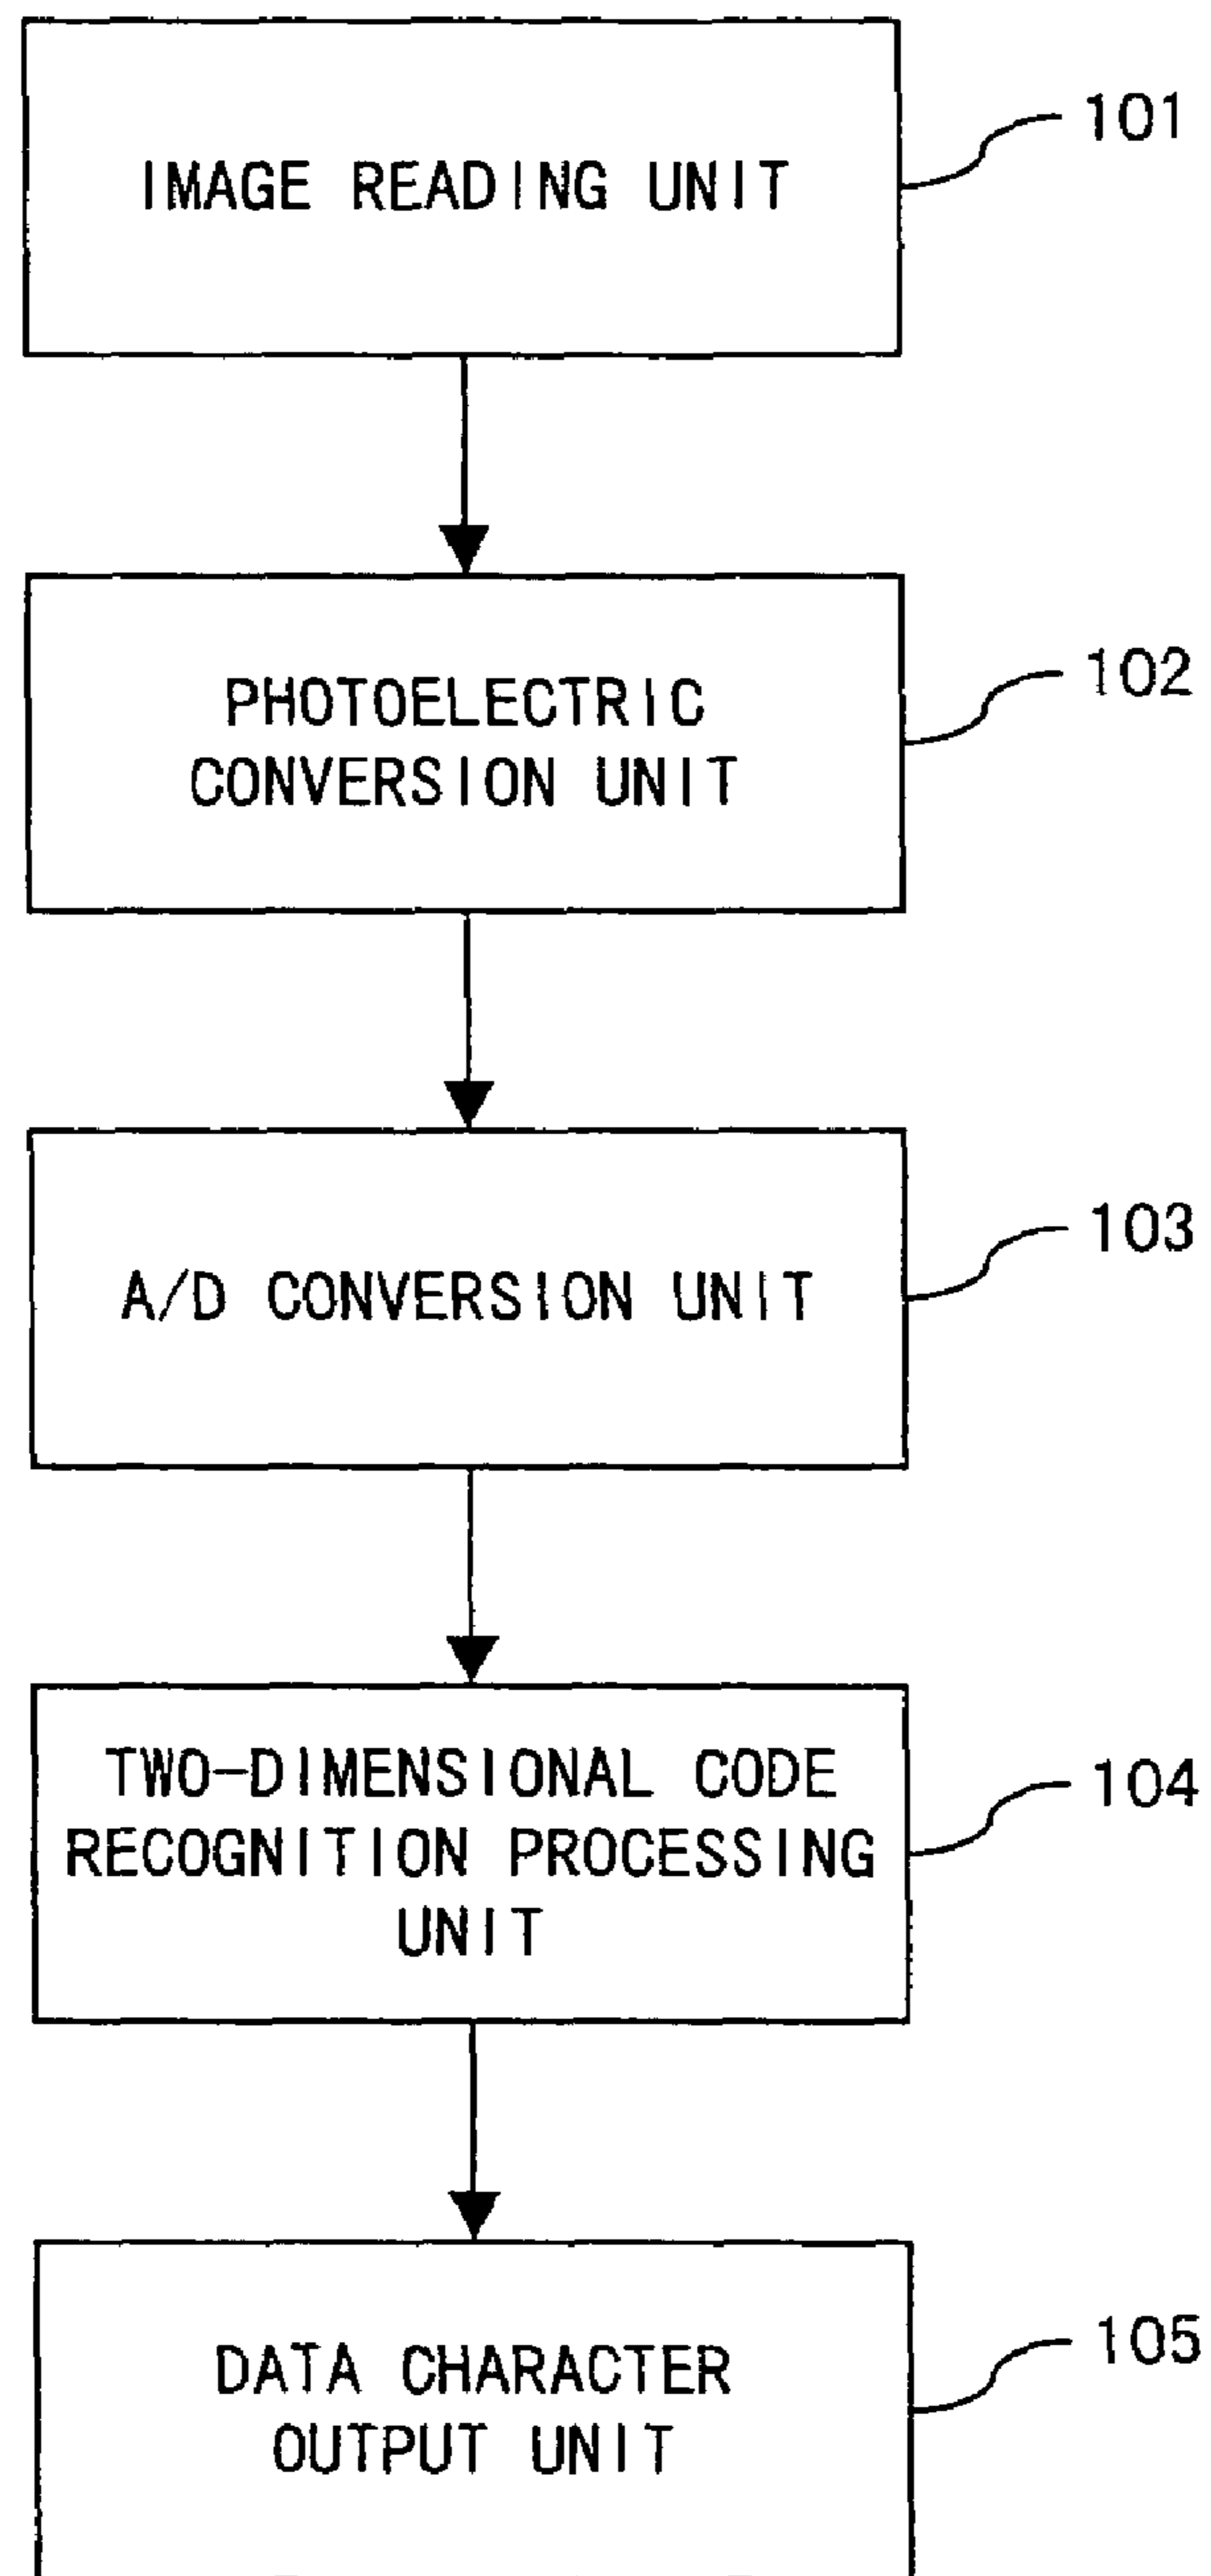 IMAGE READING UNIT
101
PHOTOELECTRIC
CONVERSION UNIT
102
A/D CONVERSION UNIT
103
TWO-DIMENSIONAL CODE
RECOGNITION PROCESSING
UNIT
104
DATA CHARACTER
OUTPUT UNIT
105